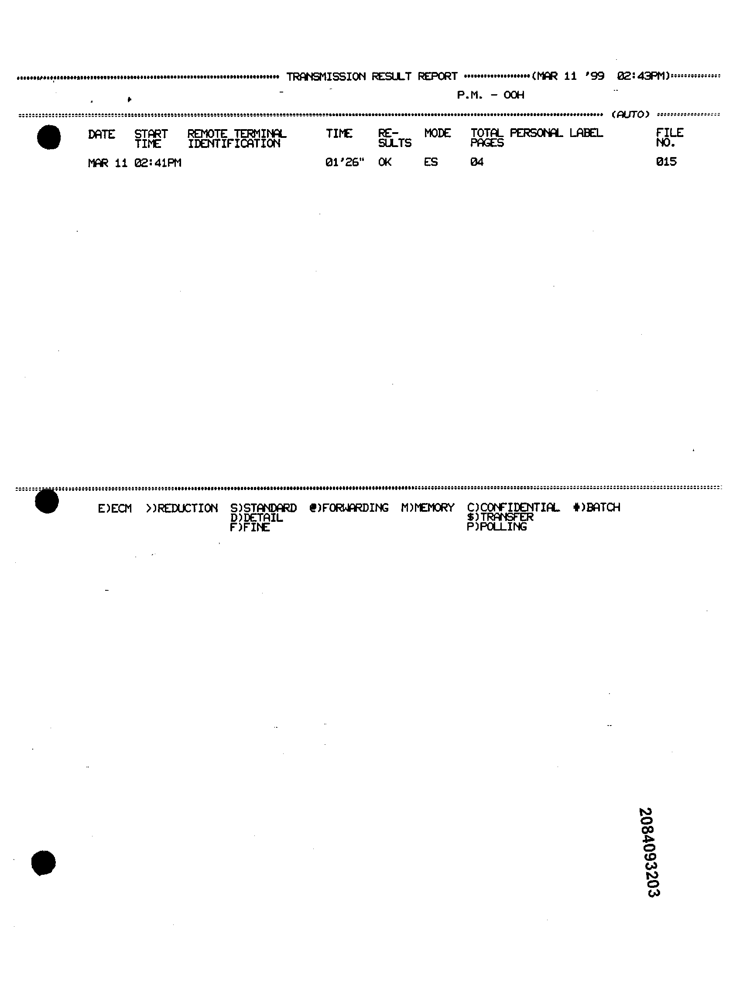 TRANSMISSION RESULT REPORT (MAR 11 '99 02:43PM)
P.M. - OOH
(AUTO)
DATE START TIME REMOTE TERMINAL IDENTIFICATION TIME RE-SULTS MODE TOTAL PAGES PERSONAL LABEL FILE NO.
MAR 11 02:41PM 01'26" OK ES 04 015
E)ECM >)REDUCTION S)STANDARD @)FORWARDING M)MEMORY C)CONFIDENTIAL #)BATCH
D)DETAIL $)TRANSFER
F)FINE P)POLLING
2084093203